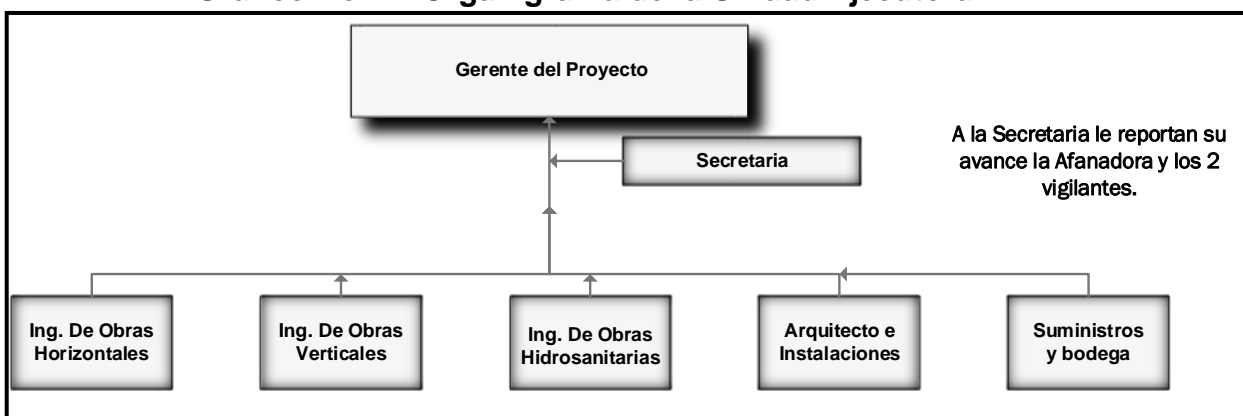 Gerente del Proyecto
Secretaria
A la Secretaria le reportan su
avance la Afanadora y los 2
vigilantes.
Ing. De Obras
Horizontales
Ing. De Obras
Verticales
Ing. De Obras
Hidrosanitarias
Arquitecto e
Instalaciones
Suministros
y bodega